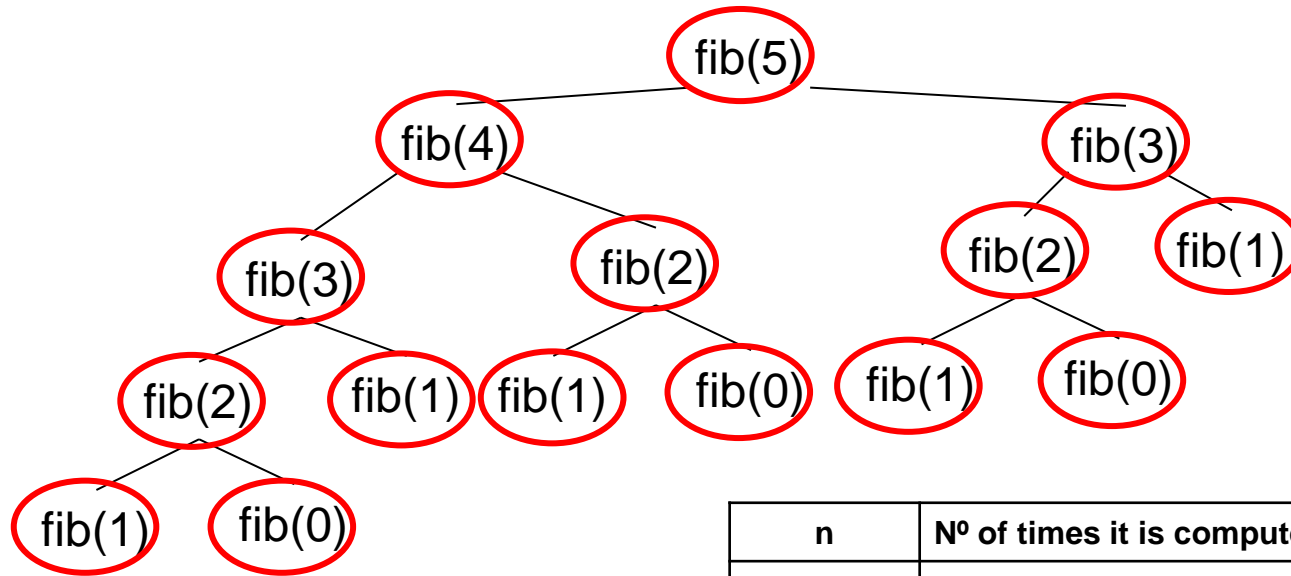 fib(5)
fib(4)
fib(3)
fib(3)
fib(2)
fib(2)
fib(1)
fib(2)
fib(1)
fib(1)
fib(0)
fib(1)
fib(0)
fib(1)
fib(0)
n
Nº of times it is compute